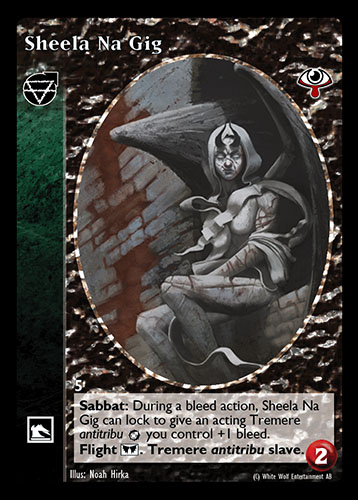 Sheela Na Gig
5
Sabbat: During a bleed action, Sheela Na
Gig can lock to give an acting Tremere
antitribu you control +1 bleed.
Flight. Tremere antitribu slave.
2
Illus: Noah Hirka
(C) White Wolf Entertainment AB